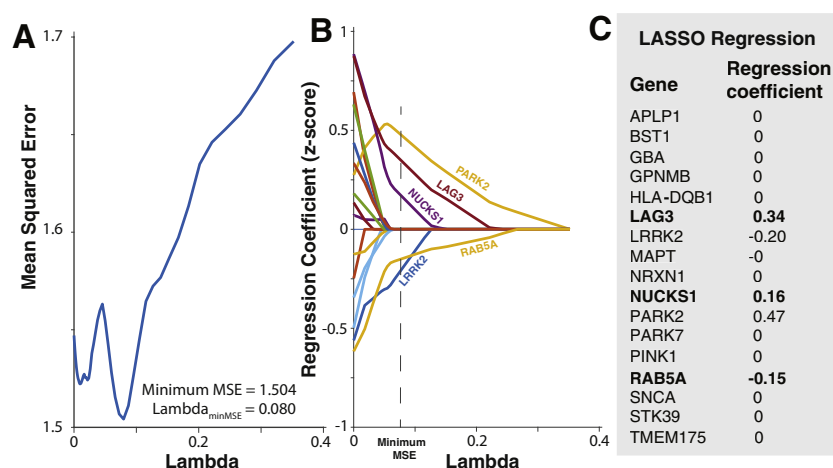 A
1.7
1.6
1.5
Mean Squared Error
Minimum MSE = 1.504
Lambda_minMSE = 0.080
0
0.2
0.4
Lambda
B
1
0.5
0
-0.5
-1
Regression Coefficient (z-score)
PARK2
LAG3
NUCKS1
RAB5A
LRRK2
0
Minimum
MSE
0.2
0.4
Lambda
C
LASSO Regression
Gene Regression coefficient
APLP1 0
BST1 0
GBA 0
GPNMB 0
HLA-DQB1 0
LAG3 0.34
LRRK2 -0.20
MAPT -0
NRXN1 0
NUCKS1 0.16
PARK2 0.47
PARK7 0
PINK1 0
RAB5A -0.15
SNCA 0
STK39 0
TMEM175 0